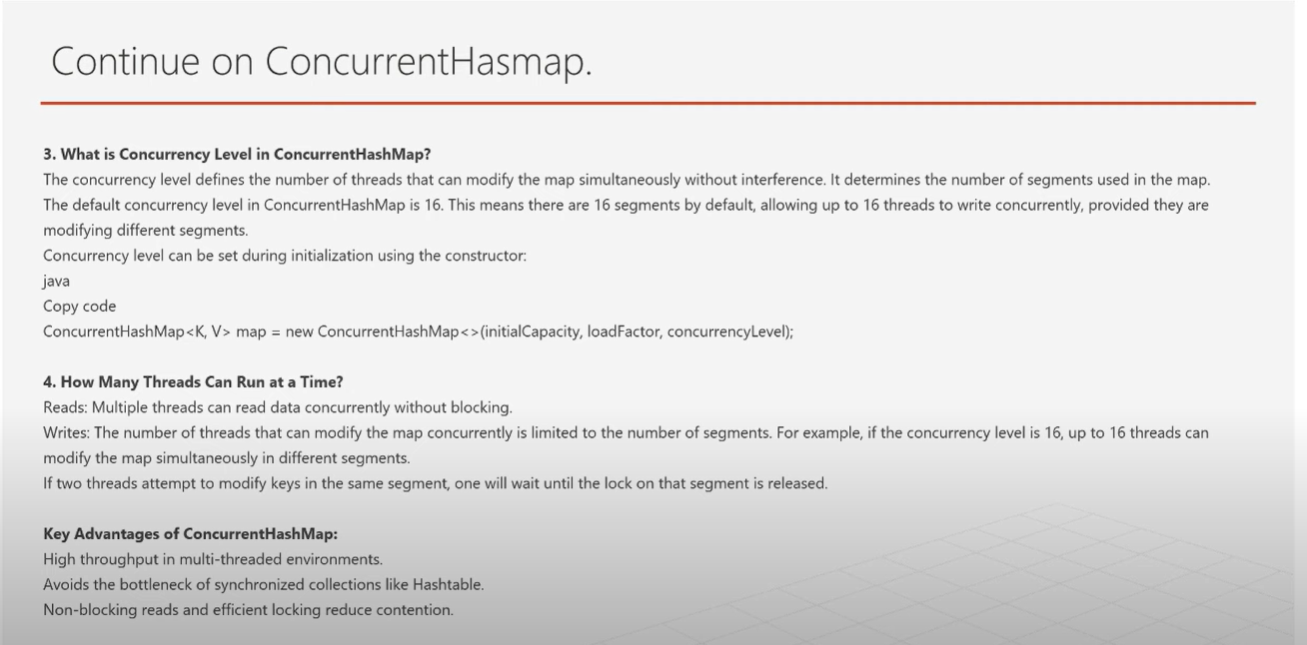 Continue on ConcurrentHasmap.
3. What is Concurrency Level in ConcurrentHashMap?
The concurrency level defines the number of threads that can modify the map simultaneously without interference. It determines the number of segments used in the map.
The default concurrency level in ConcurrentHashMap is 16. This means there are 16 segments by default, allowing up to 16 threads to write concurrently, provided they are
modifying different segments.
Concurrency level can be set during initialization using the constructor:
java
Copy code
ConcurrentHashMap<K, V> map = new ConcurrentHashMap<>(initialCapacity, loadFactor, concurrencyLevel);
4. How Many Threads Can Run at a Time?
Reads: Multiple threads can read data concurrently without blocking.
Writes: The number of threads that can modify the map concurrently is limited to the number of segments. For example, if the concurrency level is 16, up to 16 threads can
modify the map simultaneously in different segments.
If two threads attempt to modify keys in the same segment, one will wait until the lock on that segment is released.
Key Advantages of ConcurrentHashMap:
High throughput in multi-threaded environments.
Avoids the bottleneck of synchronized collections like Hashtable.
Non-blocking reads and efficient locking reduce contention.